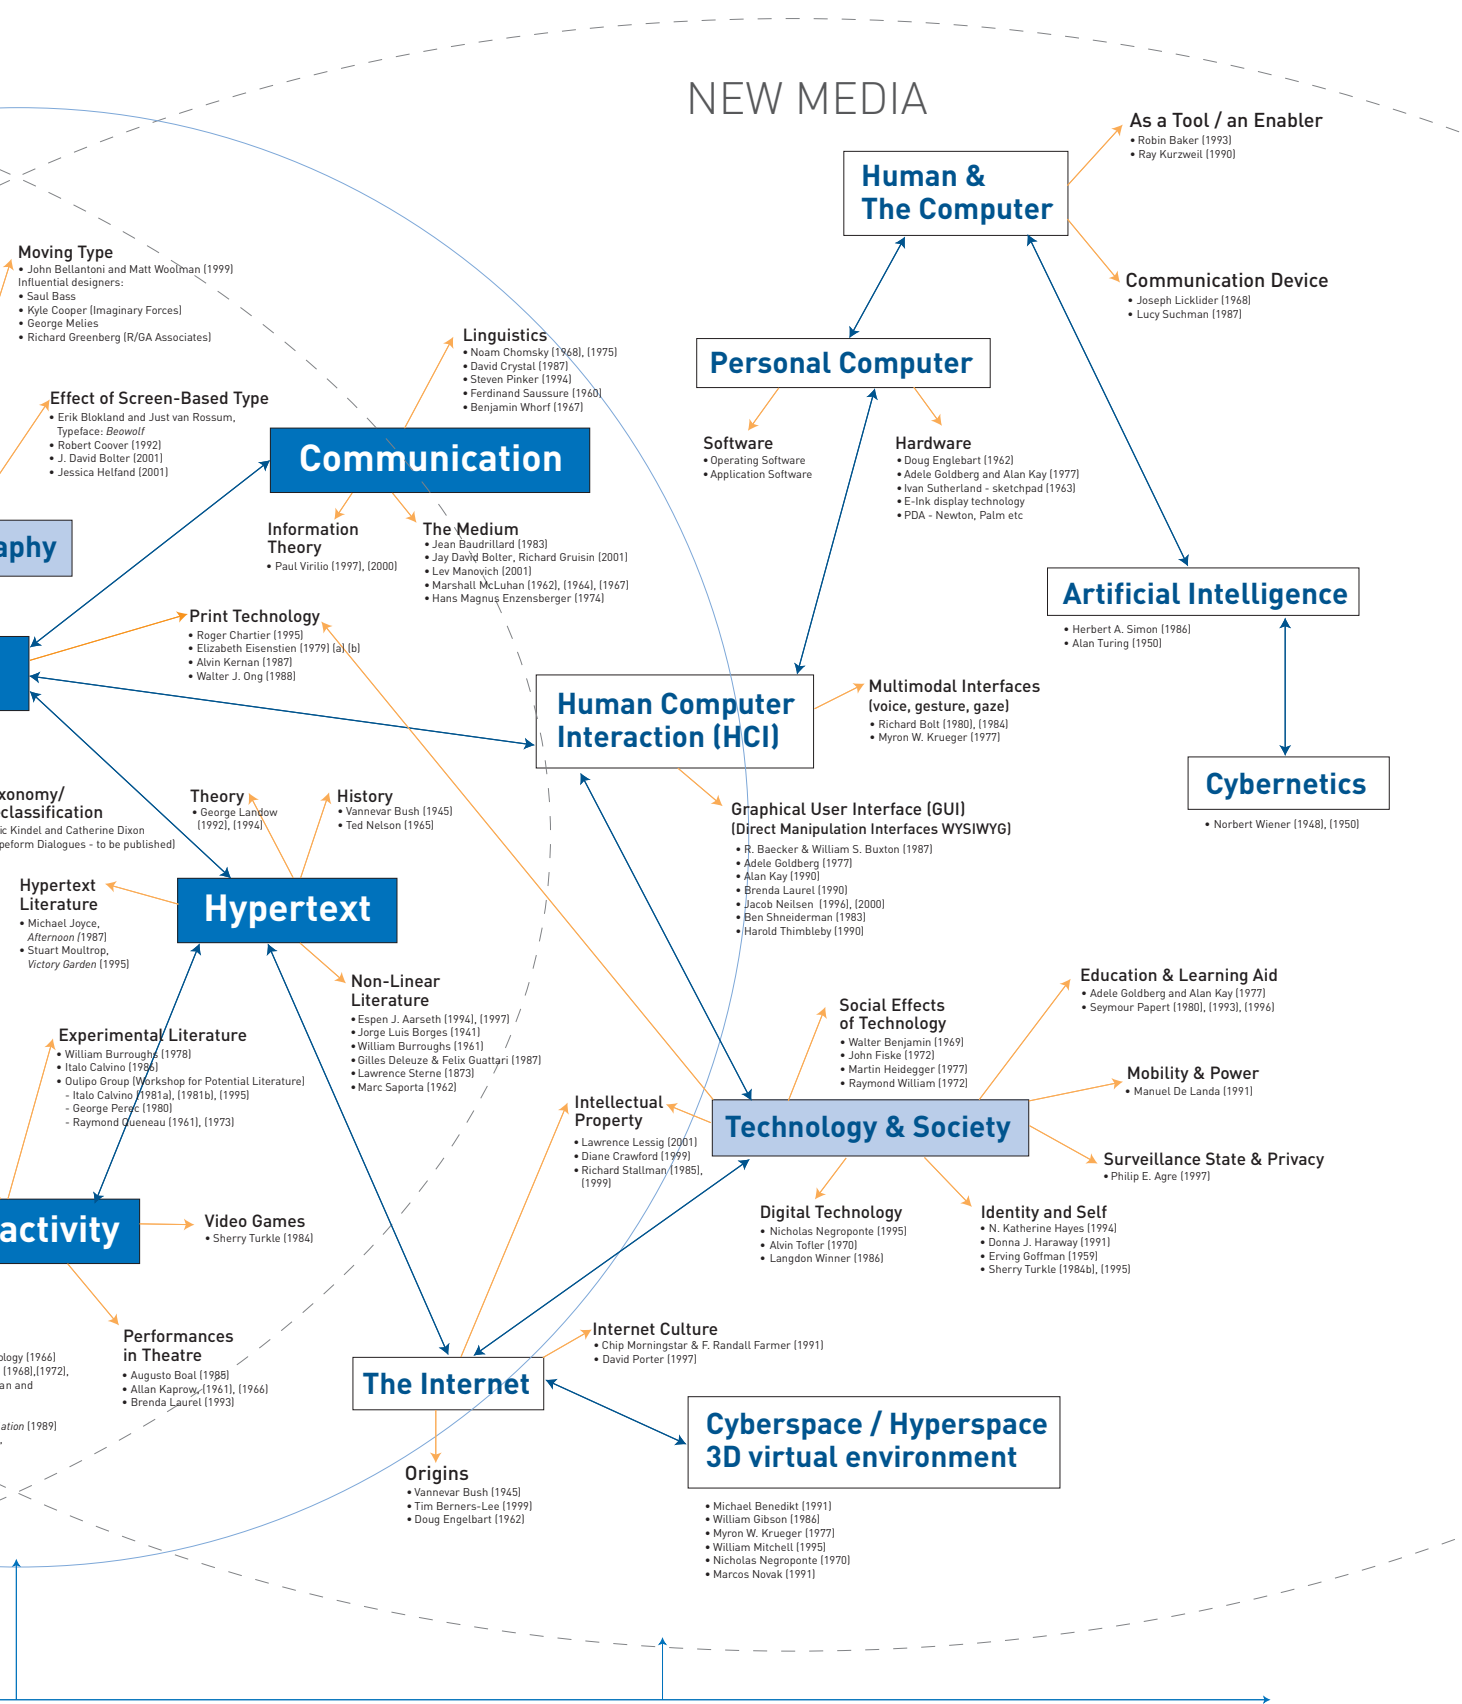 NEW MEDIA
As a Tool / an Enabler
• Robin Baker (1993)
• Ray Kurzweil (1990)
Human &
The Computer
Communication Device
• Joseph Licklider (1968)
• Lucy Suchman (1987)
Moving Type
• John Bellantoni and Matt Woolman (1999)
Influential designers:
• Saul Bass
• Kyle Cooper (Imaginary Forces)
• George Melies
• Richard Greenberg (R/GA Associates)
Linguistics
• Noam Chomsky (1968), (1975)
• David Crystal (1987)
• Steven Pinker (1994)
• Ferdinand Saussure (1960)
• Benjamin Whorf (1967)
Personal Computer
Software
• Operating Software
• Application Software
Hardware
• Doug Englebart (1962)
• Adele Goldberg and Alan Kay (1977)
• Ivan Sutherland - sketchpad (1963)
• E-Ink display technology
• PDA - Newton, Palm etc
Effect of Screen-Based Type
• Erik Blokland and Just van Rossum,
Typeface: Beowolf
• Robert Coover (1992)
• J. David Bolter (2001)
• Jessica Helfand (2001)
Communication
aphy
Information
Theory
• Paul Virilio (1997), (2000)
The Medium
• Jean Baudrillard (1983)
• Jay David Bolter, Richard Gruisin (2001)
• Lev Manovich (2001)
• Marshall McLuhan (1962), (1964), (1967)
• Hans Magnus Enzensberger (1974)
Artificial Intelligence
• Herbert A. Simon (1986)
• Alan Turing (1950)
Print Technology
• Roger Chartier (1995)
• Elizabeth Eisenstien (1979) (a) (b)
• Alvin Kernan (1987)
• Walter J. Ong (1988)
Human Computer
Interaction (HCI)
Multimodal Interfaces
(voice, gesture, gaze)
• Richard Bolt (1980), (1984)
• Myron W. Krueger (1977)
Cybernetics
• Norbert Wiener (1948), (1950)
Graphical User Interface (GUI)
(Direct Manipulation Interfaces WYSIWYG)
• R. Baecker & William S. Buxton (1987)
• Adele Goldberg (1977)
• Alan Kay (1990)
• Brenda Laurel (1990)
• Jacob Neilsen (1996), (2000)
• Ben Shneiderman (1983)
• Harold Thimbleby (1990)
xonomy/
classification
ic Kindel and Catherine Dixon
peform Dialogues - to be published)
Theory
• George Landow
(1992), (1994)
History
• Vannevar Bush (1945)
• Ted Nelson (1965)
Hypertext
Literature
• Michael Joyce,
Afternoon (1987)
• Stuart Moultrop,
Victory Garden (1995)
Hypertext
Non-Linear
Literature
• Espen J. Aarseth (1994), (1997)
• Jorge Luis Borges (1941)
• William Burroughs (1961)
• Gilles Deleuze & Felix Guattari (1987)
• Lawrence Sterne (1873)
• Marc Saporta (1962)
Experimental Literature
• William Burroughs (1978)
• Italo Calvino (1986)
• Oulipo Group (Workshop for Potential Literature)
- Italo Calvino (1981a), (1981b), (1995)
- George Perec (1980)
- Raymond Queneau (1961), (1973)
Social Effects
of Technology
• Walter Benjamin (1969)
• John Fiske (1972)
• Martin Heidegger (1977)
• Raymond William (1972)
Education & Learning Aid
• Adele Goldberg and Alan Kay (1977)
• Seymour Papert (1980), (1993), (1996)
Mobility & Power
• Manuel De Landa (1991)
Intellectual
Property
• Lawrence Lessig (2001)
• Diane Crawford (1999)
• Richard Stallman (1985),
(1999)
Technology & Society
Surveillance State & Privacy
• Philip E. Agre (1997)
Digital Technology
• Nicholas Negroponte (1995)
• Alvin Tofler (1970)
• Langdon Winner (1986)
Identity and Self
• N. Katherine Hayes (1994)
• Donna J. Haraway (1991)
• Erving Goffman (1959)
• Sherry Turkle (1984b), (1995)
activity
Video Games
• Sherry Turkle (1984)
Performances
in Theatre
• Augusto Boal (1985)
• Allan Kaprow, (1961), (1966)
• Brenda Laurel (1993)
ology (1966)
(1968),(1972),
an and
ation (1989)
Internet Culture
• Chip Morningstar & F. Randall Farmer (1991)
• David Porter (1997)
The Internet
Origins
• Vannevar Bush (1945)
• Tim Berners-Lee (1999)
• Doug Engelbart (1962)
Cyberspace / Hyperspace
3D virtual environment
• Michael Benedikt (1991)
• William Gibson (1986)
• Myron W. Krueger (1977)
• William Mitchell (1995)
• Nicholas Negroponte (1970)
• Marcos Novak (1991)